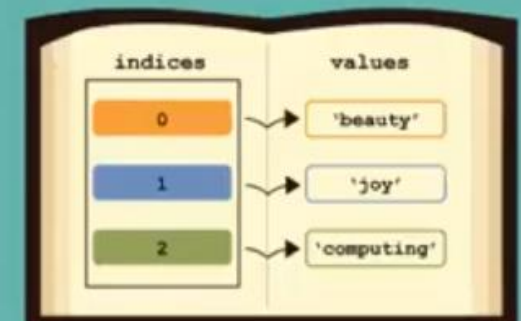 indices values
0 'beauty'
1 'joy'
2 'computing'